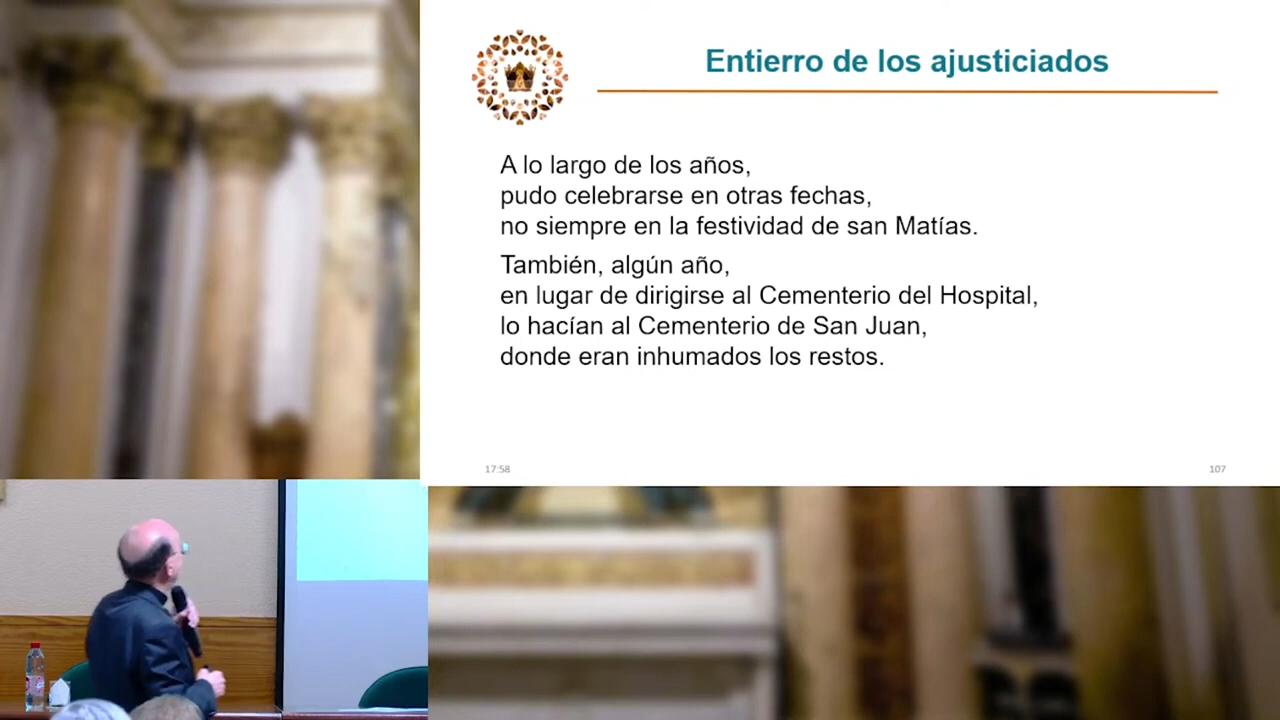 Entierro de los ajusticiados
A lo largo de los años,
pudo celebrarse en otras fechas,
no siempre en la festividad de san Matías.
También, algún año,
en lugar de dirigirse al Cementerio del Hospital,
lo hacían al Cementerio de San Juan,
donde eran inhumados los restos.
17:58
107